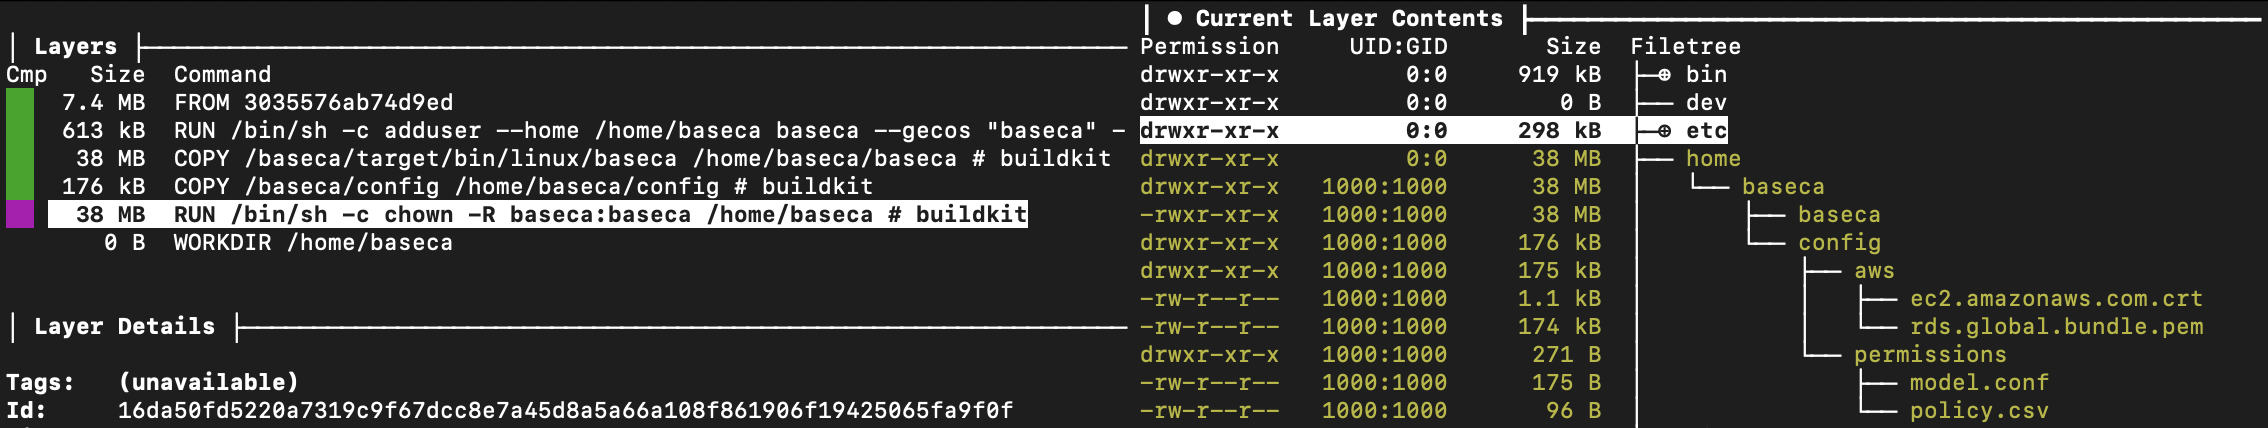 Layers
Cmp Size Command
7.4 MB FROM 3035576ab74d9ed
613 kB RUN /bin/sh -c adduser --home /home/baseca baseca --gecos "baseca" -
38 MB COPY /baseca/target/bin/linux/baseca /home/baseca/baseca # buildkit
176 kB COPY /baseca/config /home/baseca/config # buildkit
38 MB RUN /bin/sh -c chown -R baseca:baseca /home/baseca # buildkit
0 B WORKDIR /home/baseca
Layer Details
Tags: (unavailable)
Id: 16da50fd5220a7319c9f67dcc8e7a45d8a5a66a108f861906f19425065fa9f0f
● Current Layer Contents
Permission UID:GID Size Filetree
drwxr-xr-x 0:0 919 kB ├─⊕ bin
drwxr-xr-x 0:0 0 B ├── dev
drwxr-xr-x 0:0 298 kB ├─⊕ etc
drwxr-xr-x 0:0 38 MB ├── home
drwxr-xr-x 1000:1000 38 MB │ └── baseca
-rwxr-xr-x 1000:1000 38 MB │ ├── baseca
drwxr-xr-x 1000:1000 176 kB │ └── config
drwxr-xr-x 1000:1000 175 kB │ ├── aws
-rw-r--r-- 1000:1000 1.1 kB │ │ ├── ec2.amazonaws.com.crt
-rw-r--r-- 1000:1000 174 kB │ │ └── rds.global.bundle.pem
drwxr-xr-x 1000:1000 271 B │ └── permissions
-rw-r--r-- 1000:1000 175 B │ ├── model.conf
-rw-r--r-- 1000:1000 96 B │ └── policy.csv